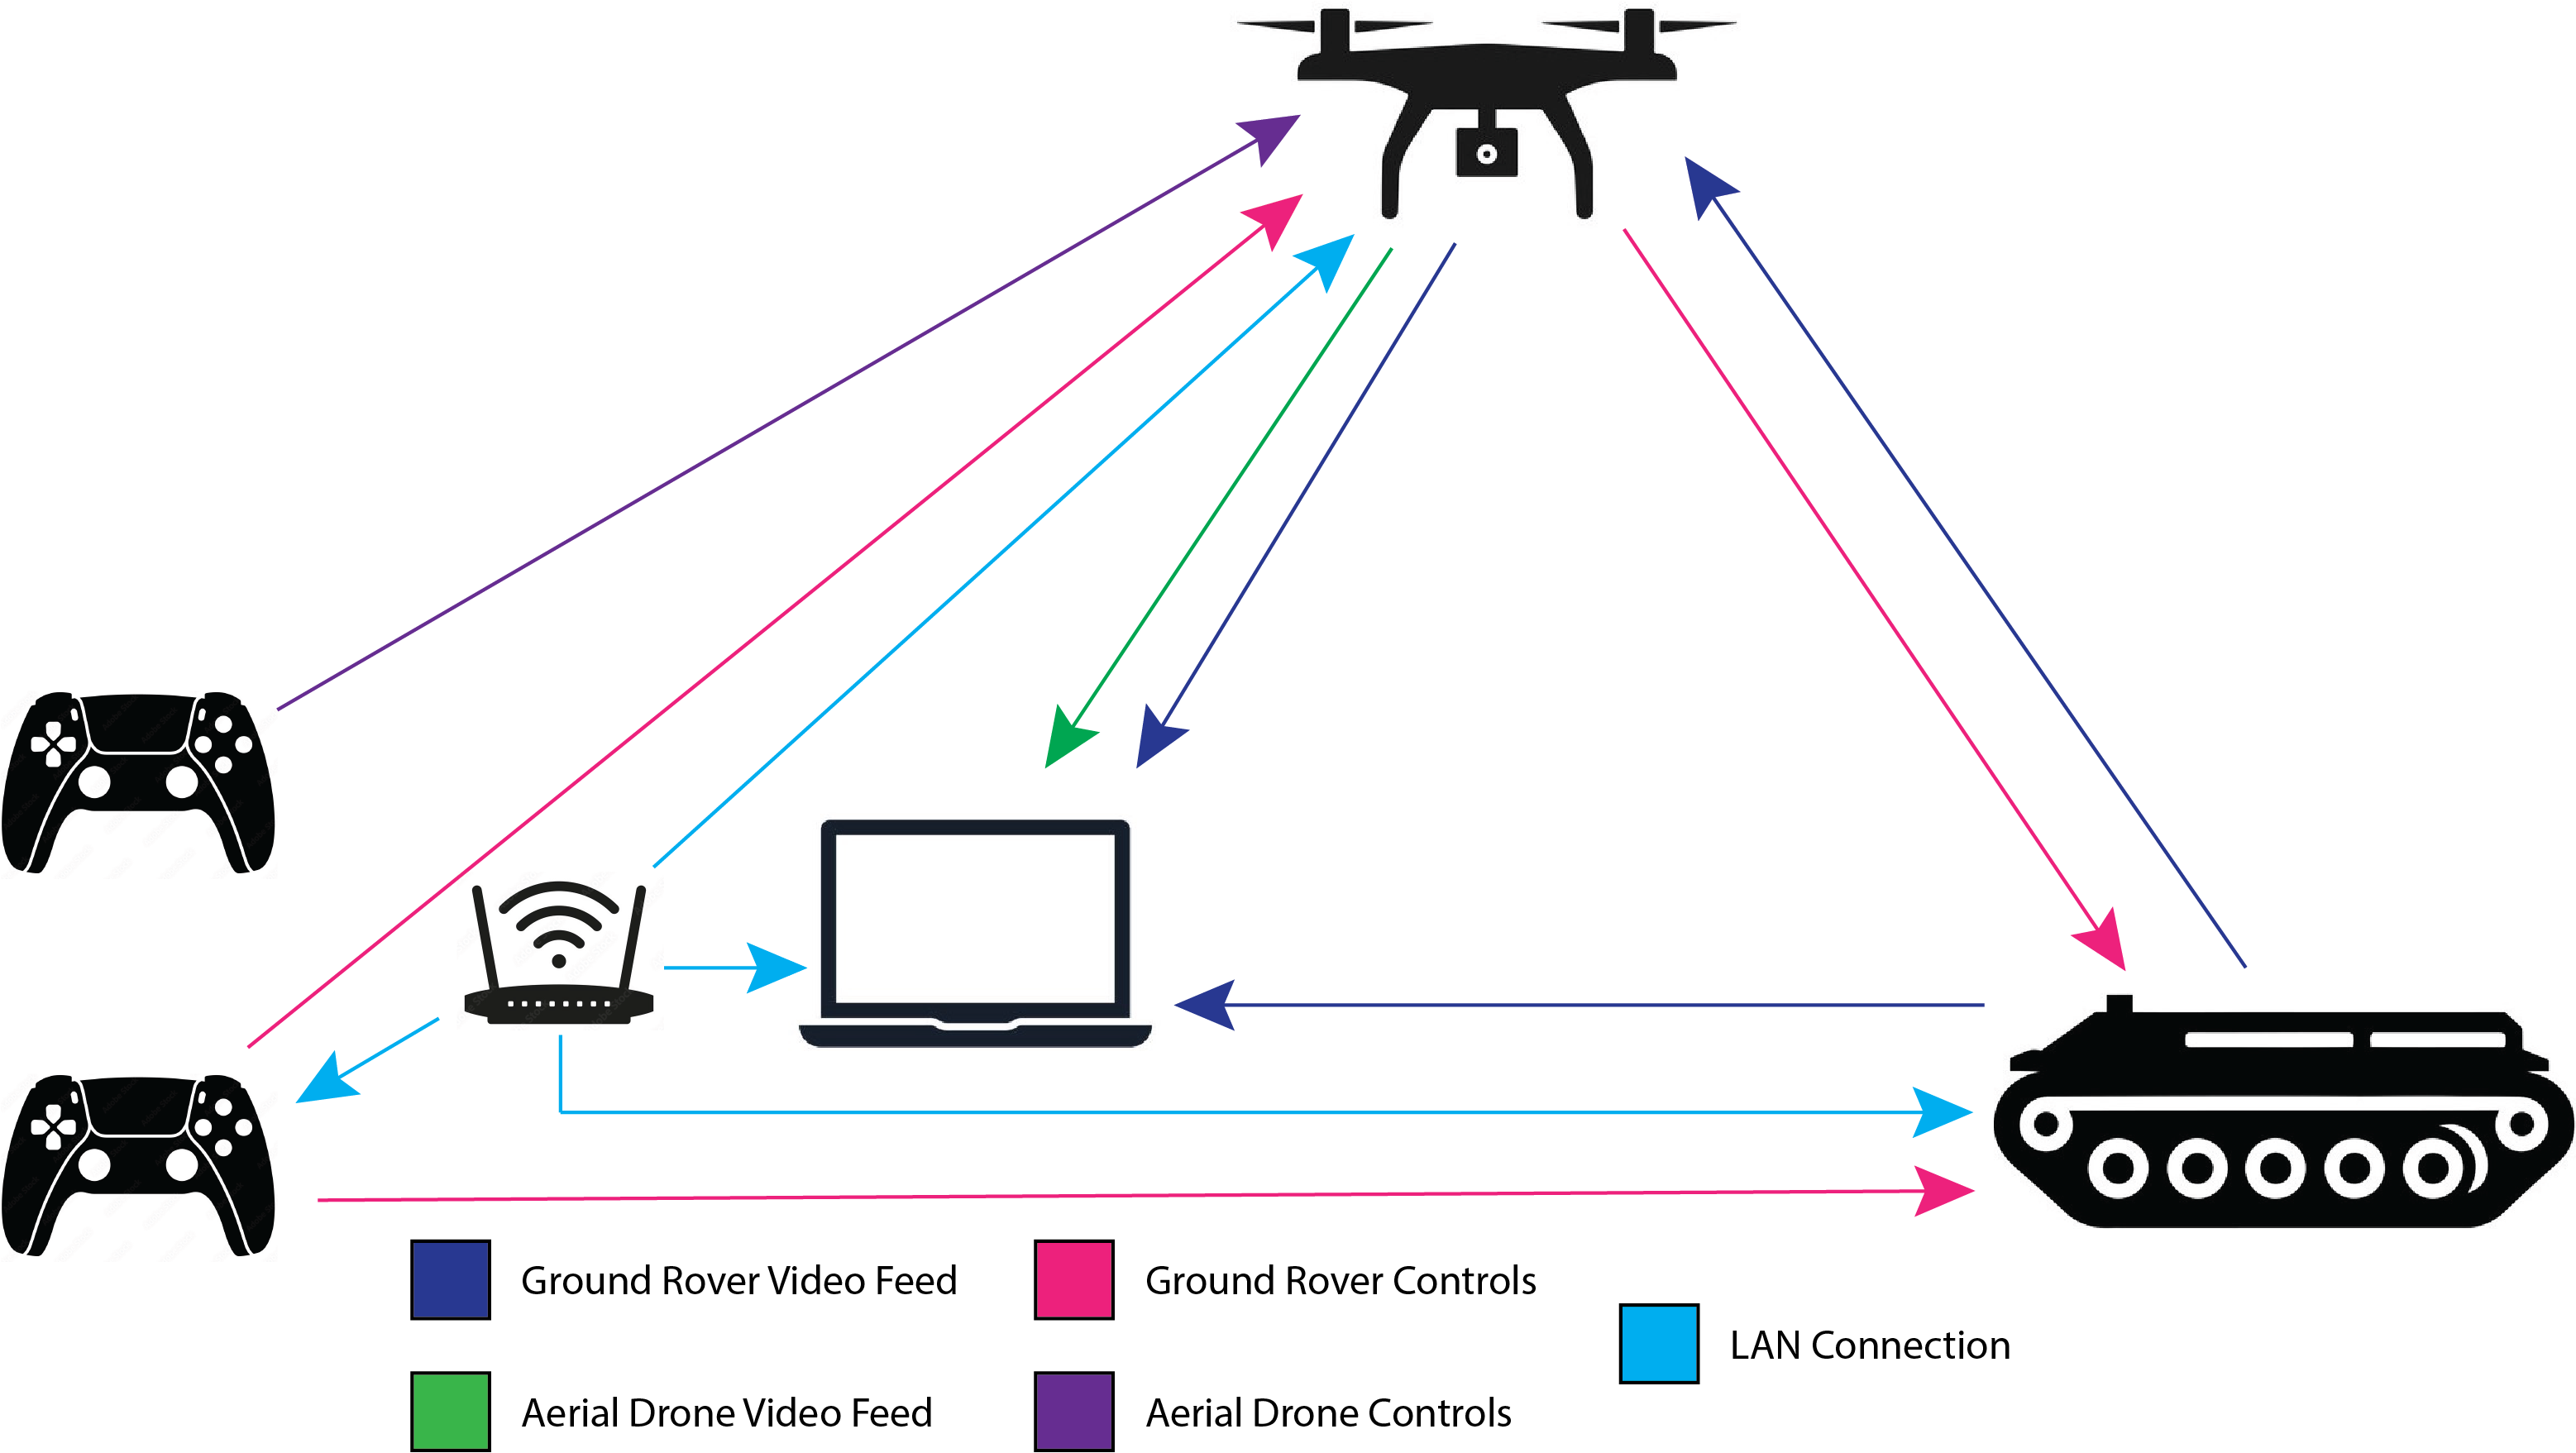 Ground Rover Video Feed
Ground Rover Controls
LAN Connection
Aerial Drone Video Feed
Aerial Drone Controls